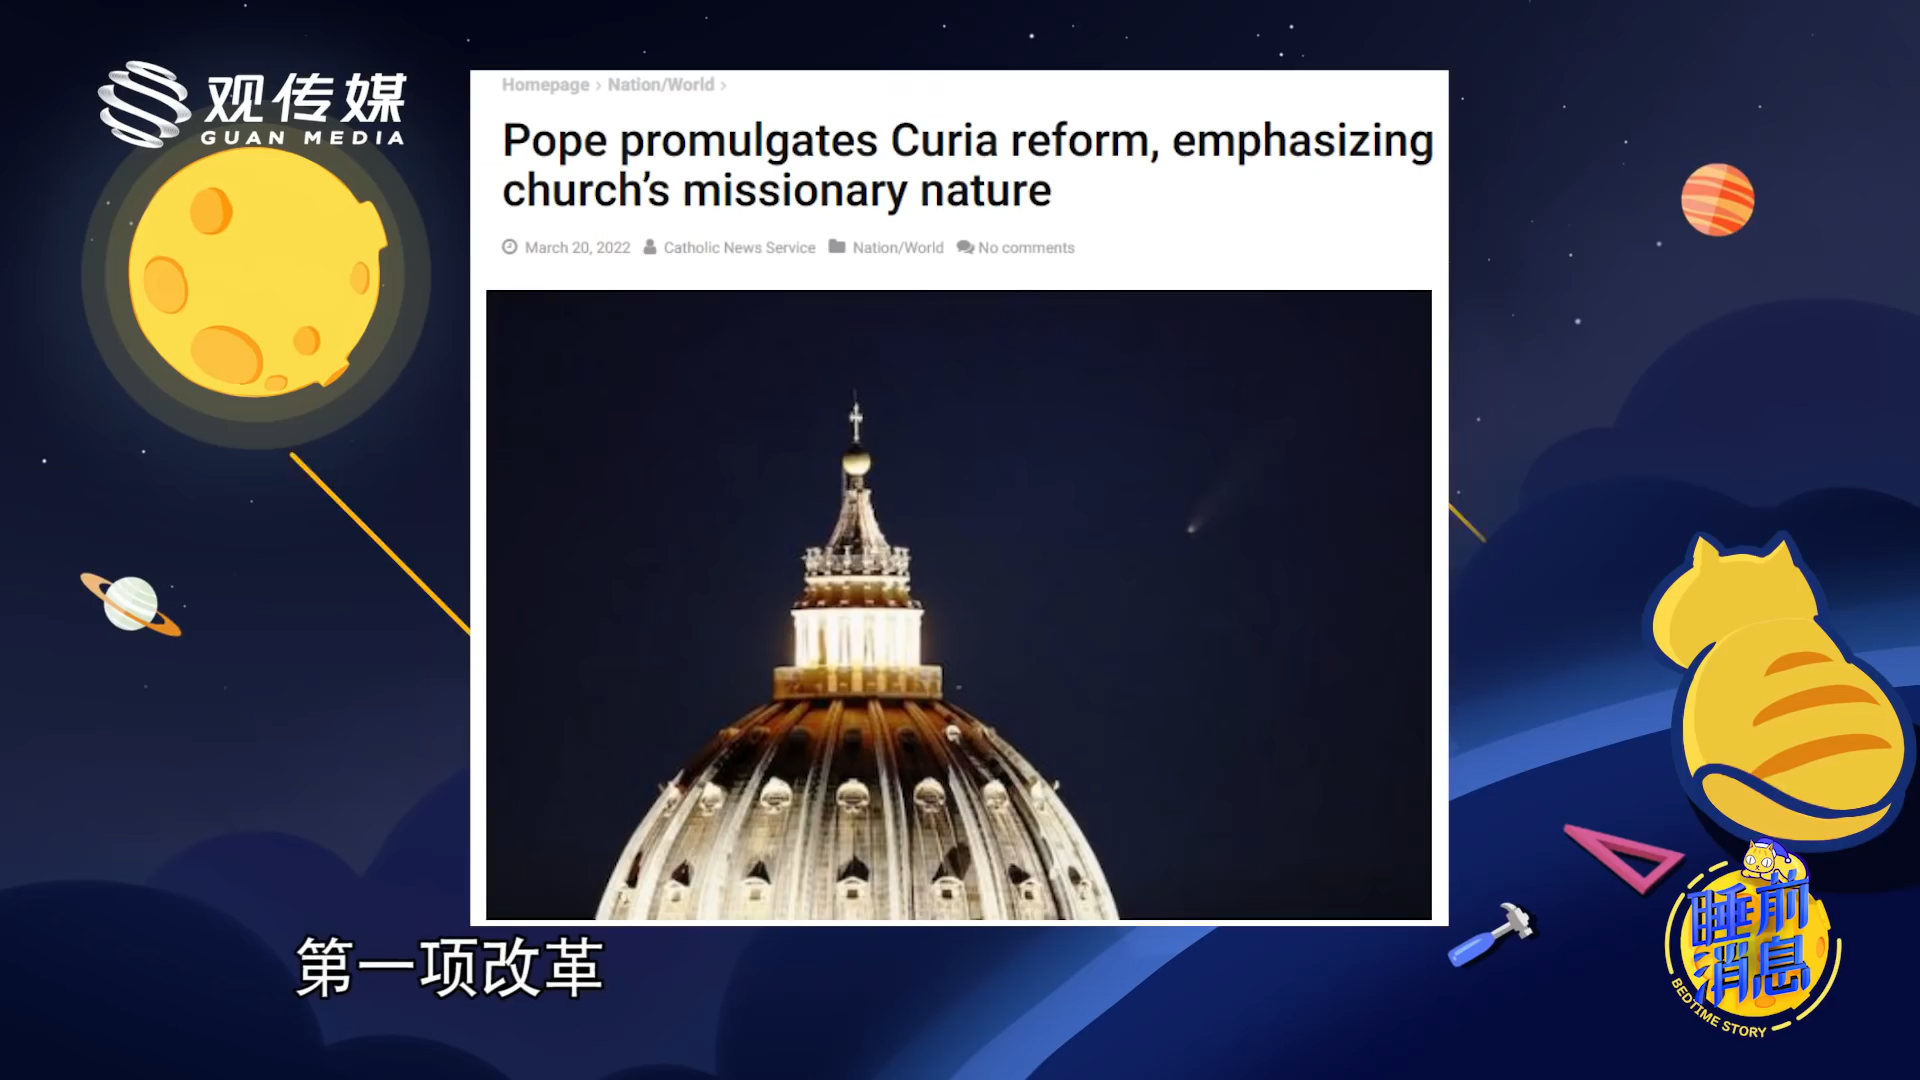 观传媒
GUAN MEDIA
Homepage › Nation/World ›
Pope promulgates Curia reform, emphasizing
church’s missionary nature
March 20, 2022 Catholic News Service Nation/World No comments
第一项改革
睡前
消息
BEDTIME STORY